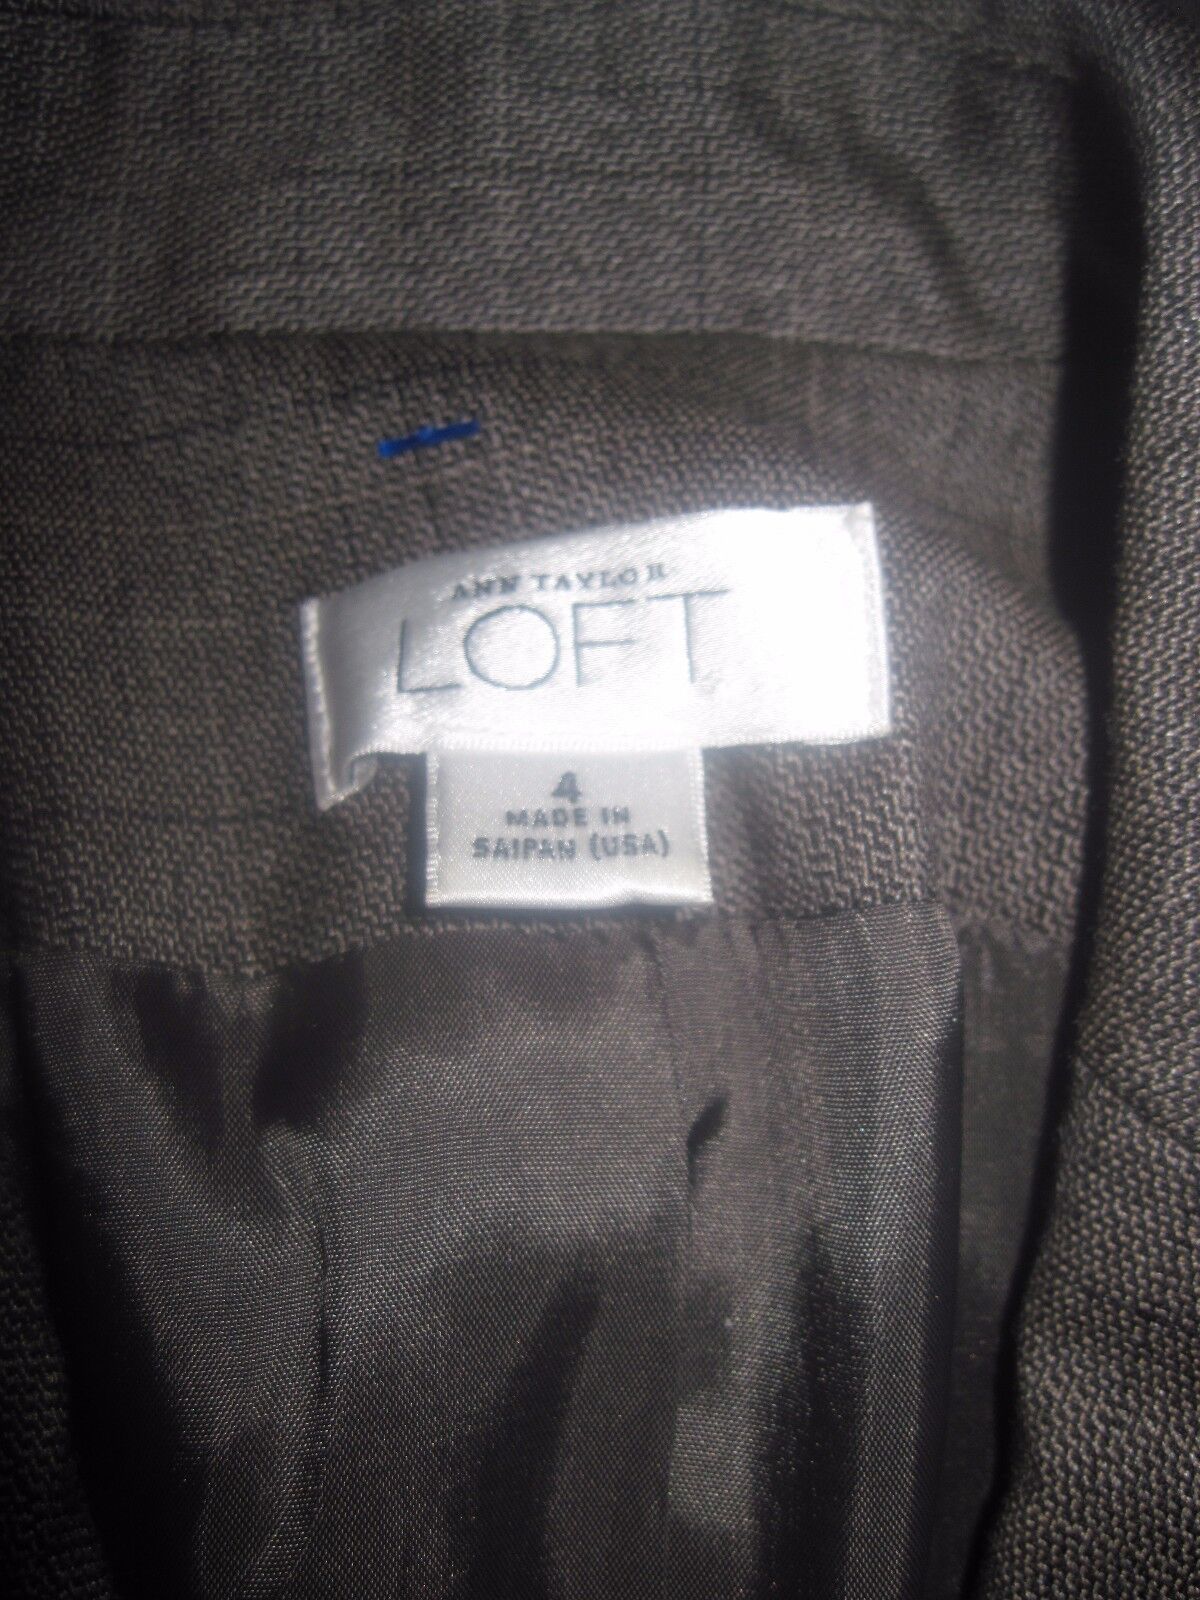 ANN TAYLOR
LOFT
4
MADE IN
SAIPAN (USA)